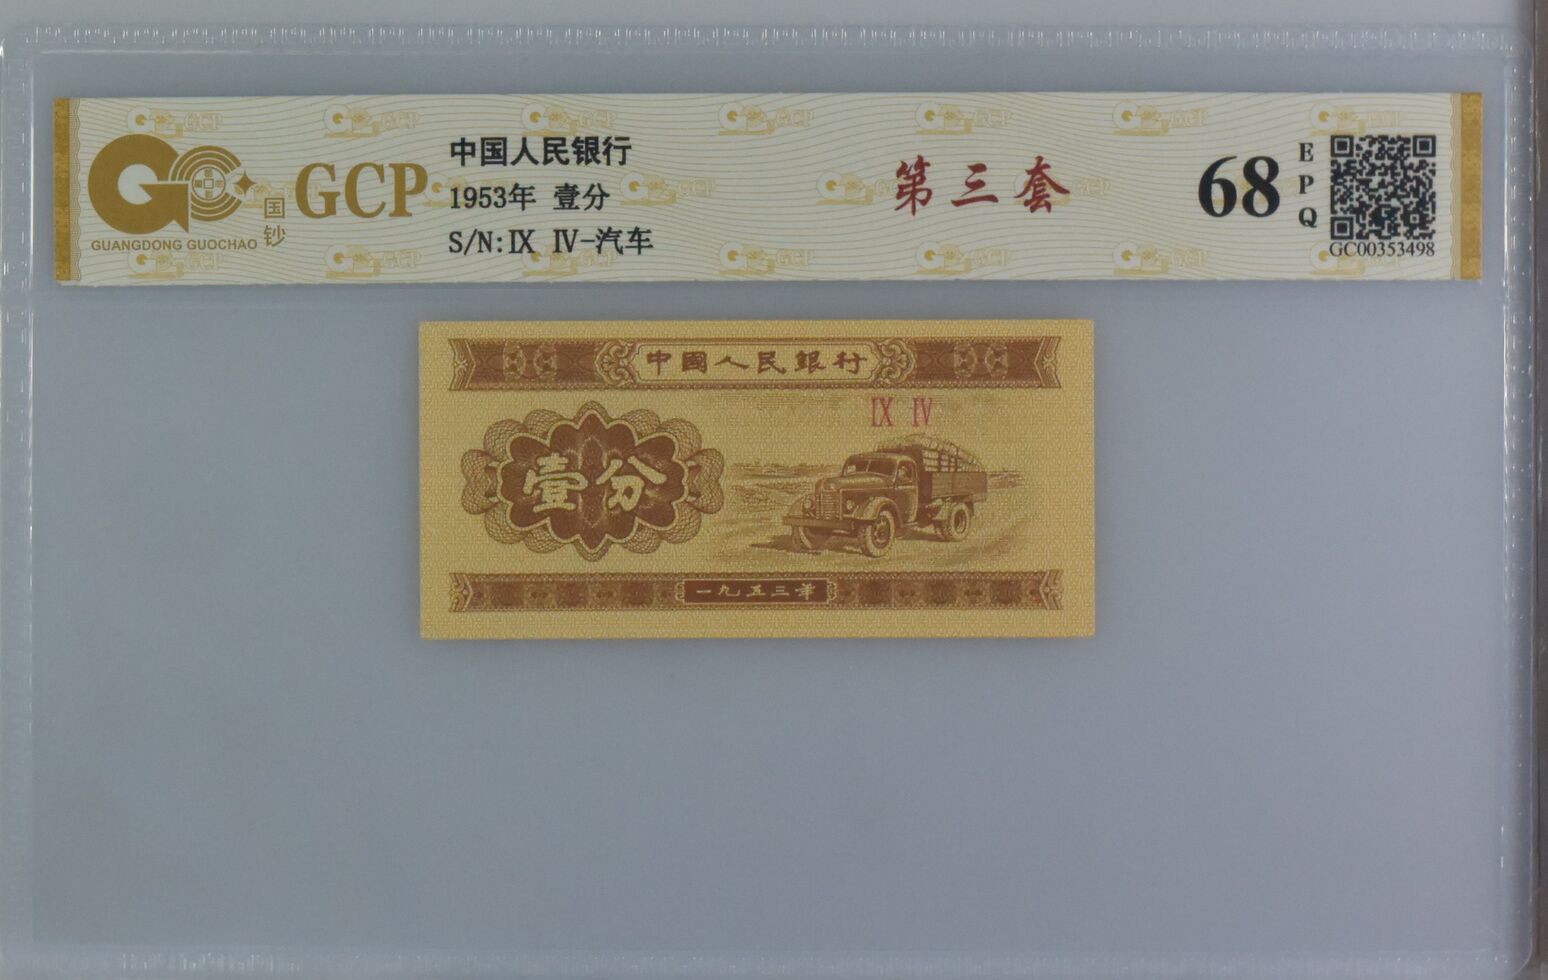 GUANGDONG GUOCHAO
国钞
GCP
中国人民银行
1953年 壹分
S/N:Ⅸ Ⅳ-汽车
第三套
68
EPQ
GC00353498
中國人民銀行
Ⅸ Ⅳ
壹分
一九五三年